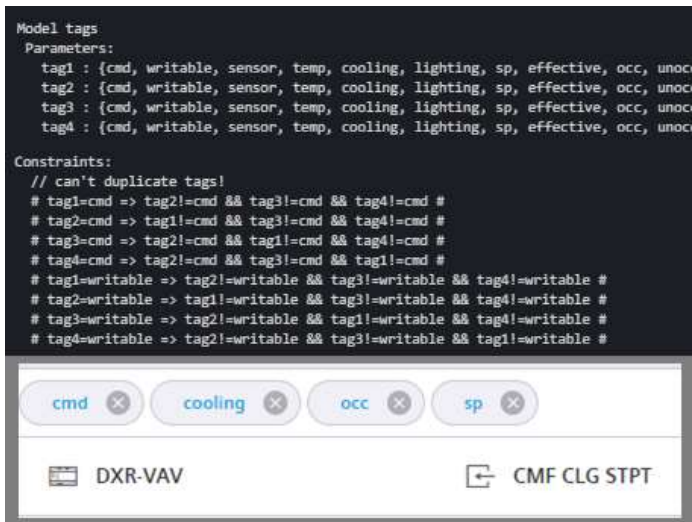 Model tags
Parameters:
tag1 : {cmd, writable, sensor, temp, cooling, lighting, sp, effective, occ, unocc
tag2 : {cmd, writable, sensor, temp, cooling, lighting, sp, effective, occ, unocc
tag3 : {cmd, writable, sensor, temp, cooling, lighting, sp, effective, occ, unocc
tag4 : {cmd, writable, sensor, temp, cooling, lighting, sp, effective, occ, unocc
Constraints:
// can't duplicate tags!
# tag1=cmd => tag2!=cmd && tag3!=cmd && tag4!=cmd #
# tag2=cmd => tag1!=cmd && tag3!=cmd && tag4!=cmd #
# tag3=cmd => tag2!=cmd && tag1!=cmd && tag4!=cmd #
# tag4=cmd => tag2!=cmd && tag3!=cmd && tag1!=cmd #
# tag1=writable => tag2!=writable && tag3!=writable && tag4!=writable #
# tag2=writable => tag1!=writable && tag3!=writable && tag4!=writable #
# tag3=writable => tag2!=writable && tag1!=writable && tag4!=writable #
# tag4=writable => tag2!=writable && tag3!=writable && tag1!=writable #
cmd cooling occ sp
DXR-VAV CMF CLG STPT